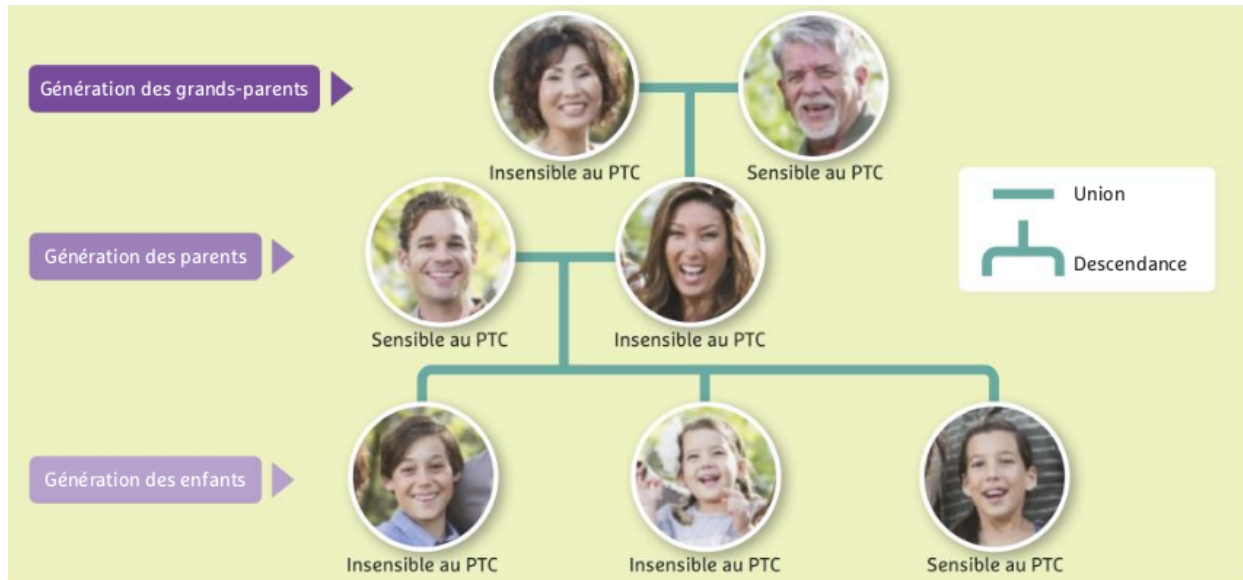 Génération des grands-parents
Insensible au PTC
Sensible au PTC
Union
Descendance
Génération des parents
Sensible au PTC
Insensible au PTC
Génération des enfants
Insensible au PTC
Insensible au PTC
Sensible au PTC